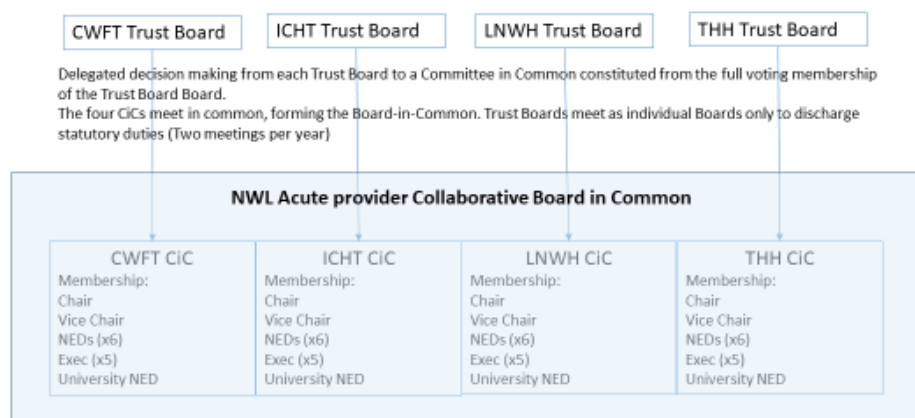 CWFT Trust Board
ICHT Trust Board
LNWH Trust Board
THH Trust Board
Delegated decision making from each Trust Board to a Committee in Common constituted from the full voting membership
of the Trust Board Board.
The four CiCs meet in common, forming the Board-in-Common. Trust Boards meet as individual Boards only to discharge
statutory duties (Two meetings per year)
NWL Acute provider Collaborative Board in Common
CWFT CiC
Membership:
Chair
Vice Chair
NEDs (x6)
Exec (x5)
University NED
ICHT CiC
Membership:
Chair
Vice Chair
NEDs (x6)
Exec (x5)
University NED
LNWH CiC
Membership:
Chair
Vice Chair
NEDs (x6)
Exec (x5)
University NED
THH CiC
Membership:
Chair
Vice Chair
NEDs (x6)
Exec (x5)
University NED